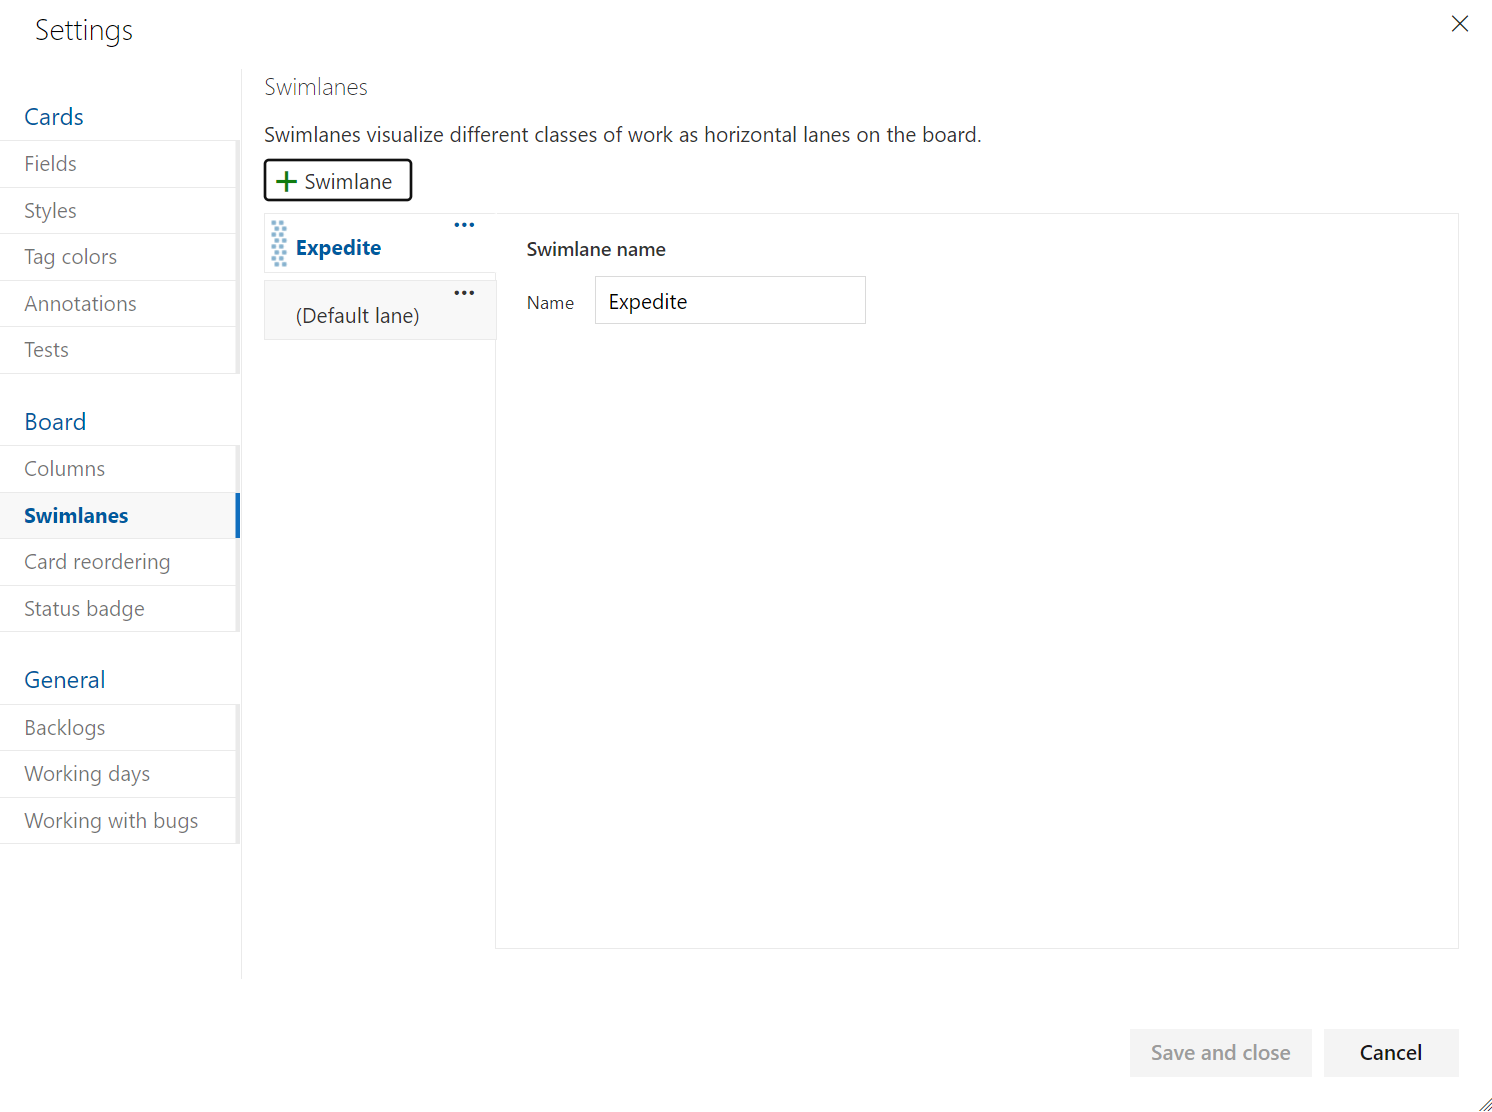 Settings
Cards
Fields
Styles
Tag colors
Annotations
Tests
Board
Columns
Swimlanes
Card reordering
Status badge
General
Backlogs
Working days
Working with bugs
Swimlanes
Swimlanes visualize different classes of work as horizontal lanes on the board.
Swimlane
Expedite
(Default lane)
Swimlane name
Name Expedite
Save and close Cancel